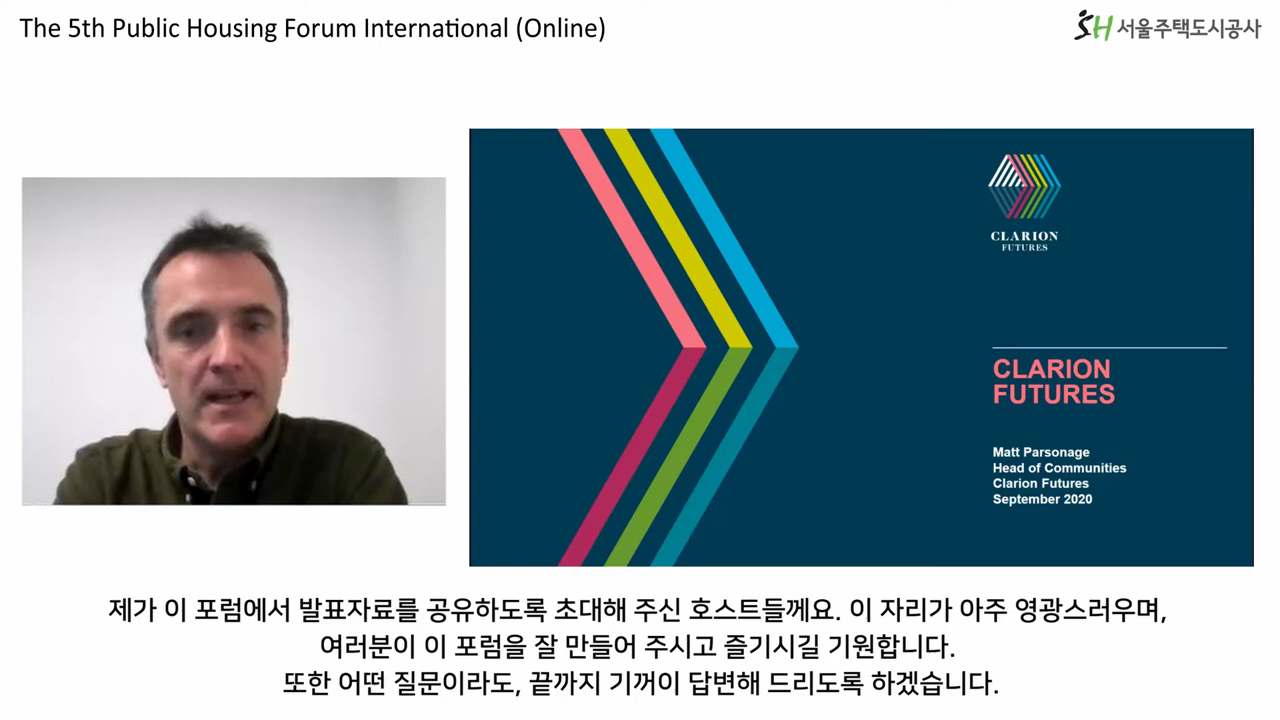 The 5th Public Housing Forum International (Online)
SH 서울주택도시공사
CLARION
FUTURES
CLARION
FUTURES
Matt Parsonage
Head of Communities
Clarion Futures
September 2020
제가 이 포럼에서 발표자료를 공유하도록 초대해 주신 호스트들께요. 이 자리가 아주 영광스러우며,
여러분이 이 포럼을 잘 만들어 주시고 즐기시길 기원합니다.
또한 어떤 질문이라도, 끝까지 기꺼이 답변해 드리도록 하겠습니다.